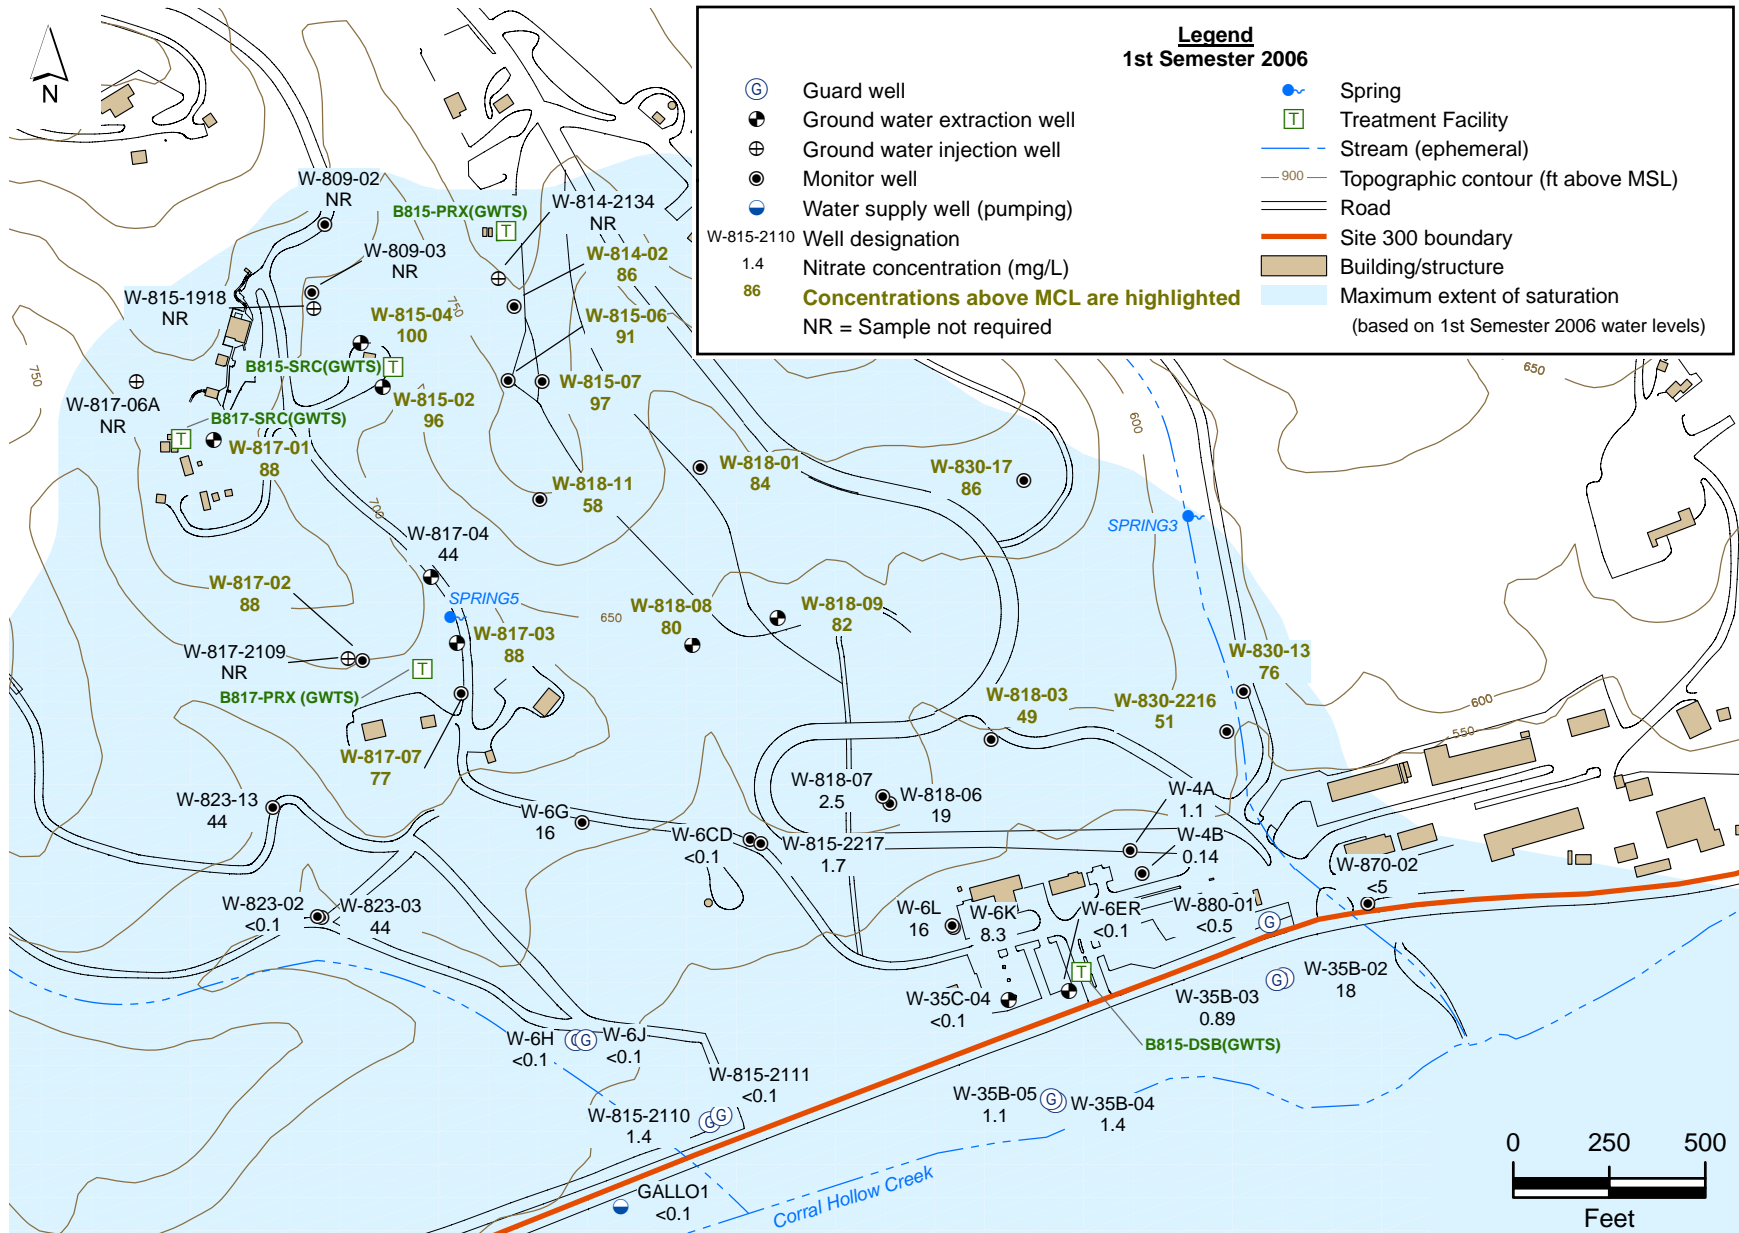 Legend
1st Semester 2006
G Guard well
Ground water extraction well
Ground water injection well
Monitor well
Water supply well (pumping)
W-815-2110 Well designation
1.4 Nitrate concentration (mg/L)
86 Concentrations above MCL are highlighted
NR = Sample not required
Spring
T Treatment Facility
Stream (ephemeral)
900 Topographic contour (ft above MSL)
Road
Site 300 boundary
Building/structure
Maximum extent of saturation
(based on 1st Semester 2006 water levels)
N
W-809-02
NR
B815-PRX(GWTS)
T
W-814-2134
NR
W-809-03
NR
W-814-02
86
W-815-1918
NR
750
W-815-04
100
W-815-06
91
B815-SRC(GWTS)
T
750
650
W-815-07
97
W-817-06A
NR
W-815-02
96
600
B817-SRC(GWTS)
T
W-817-01
88
W-818-01
84
W-830-17
86
W-818-11
58
700
SPRING3
W-817-04
44
W-817-02
88
SPRING5
650
W-818-08
80
W-818-09
82
W-817-03
88
W-817-2109
NR
T
B817-PRX (GWTS)
W-830-13
76
W-818-03
49
W-830-2216
51
600
550
W-817-07
77
W-818-07
2.5
W-818-06
19
W-4A
1.1
W-823-13
44
W-6G
16
W-6CD
<0.1
W-815-2217
1.7
W-4B
0.14
W-870-02
<5
W-823-02
<0.1
W-823-03
44
W-6L
16
W-6K
8.3
W-6ER
<0.1
W-880-01
<0.5
G
T
W-35B-02
18
G
W-35B-03
0.89
W-35C-04
<0.1
B815-DSB(GWTS)
W-6H
<0.1
G
W-6J
<0.1
W-815-2111
<0.1
W-815-2110
1.4
G
G
W-35B-05
1.1
G
W-35B-04
1.4
GALLO1
<0.1
Corral Hollow Creek
0 250 500
Feet